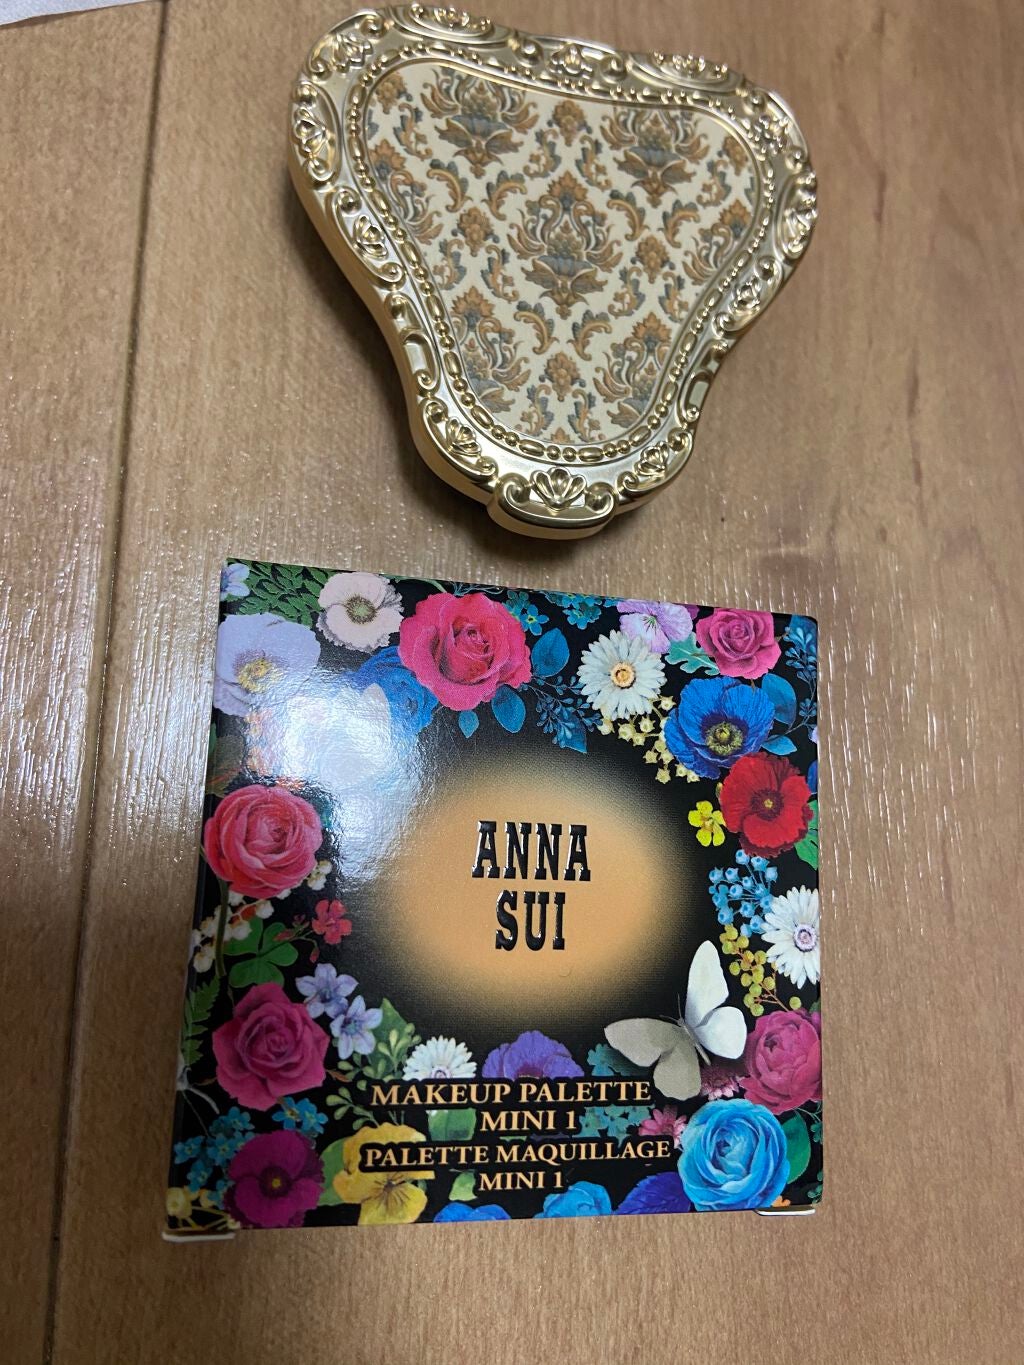 ANNA
SUI
MAKEUP PALETTE
MINI 1
PALETTE MAQUILLAGE
MINI 1